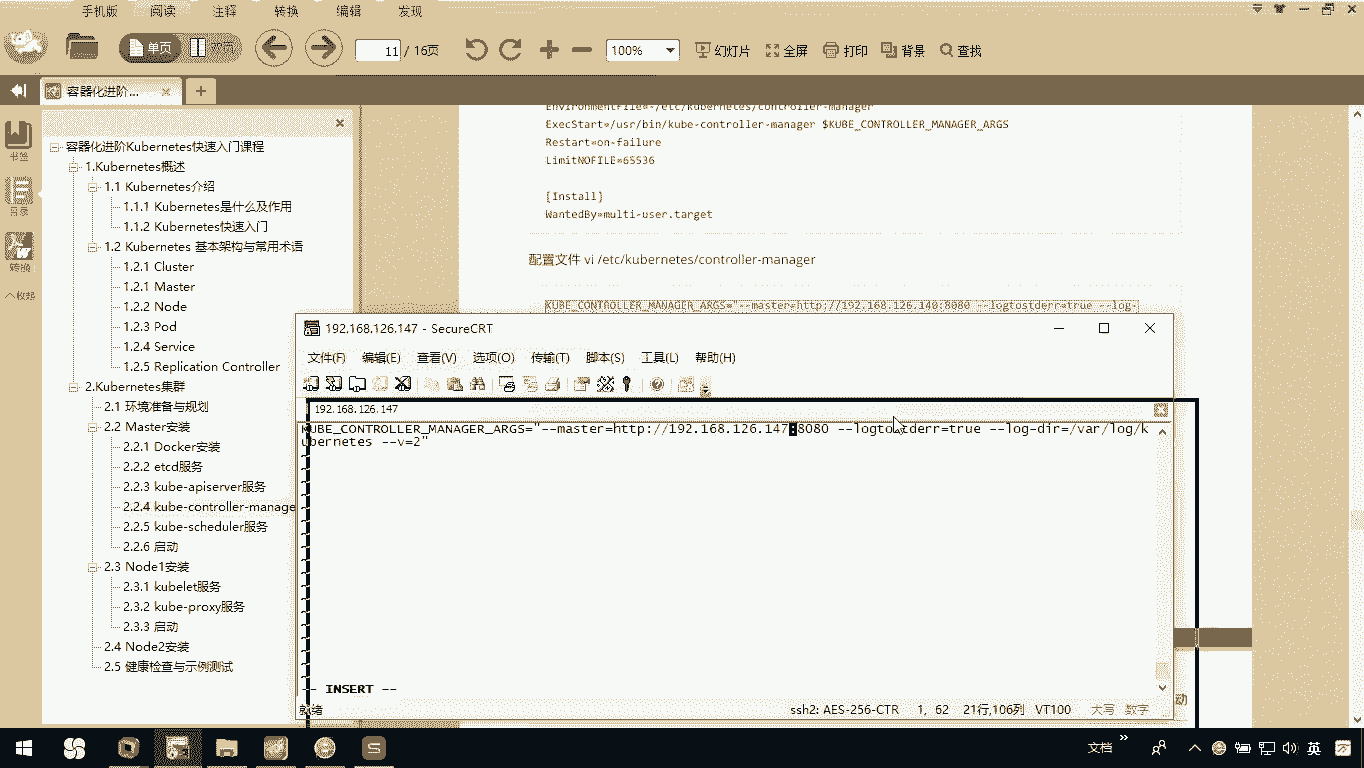 手机版 阅读 注释 转换 编辑 发现
单页 双页 11 / 16页 100% 幻灯片 全屏 打印 背景 查找
容器化进阶...
书签
目录
转换
收起
容器化进阶Kubernetes快速入门课程
1.Kubernetes概述
1.1 Kubernetes介绍
1.1.1 Kubernetes是什么及作用
1.1.2 Kubernetes快速入门
1.2 Kubernetes 基本架构与常用术语
1.2.1 Cluster
1.2.1 Master
1.2.2 Node
1.2.3 Pod
1.2.4 Service
1.2.5 Replication Controller
2.Kubernetes集群
2.1 环境准备与规划
2.2 Master安装
2.2.1 Docker安装
2.2.2 etcd服务
2.2.3 kube-apiserver服务
2.2.4 kube-controller-manage
2.2.5 kube-scheduler服务
2.2.6 启动
2.3 Node1安装
2.3.1 kubelet服务
2.3.2 kube-proxy服务
2.3.3 启动
2.4 Node2安装
2.5 健康检查与示例测试
EnvironmentFile=-/etc/kubernetes/controller-manager
ExecStart=/usr/bin/kube-controller-manager $KUBE_CONTROLLER_MANAGER_ARGS
Restart=on-failure
LimitNOFILE=65536
[Install]
WantedBy=multi-user.target
配置文件 vi /etc/kubernetes/controller-manager
KUBE_CONTROLLER_MANAGER_ARGS="--master=http://192.168.126.140:8080 --logtostderr=true --log-
192.168.126.147 - SecureCRT
文件(F) 编辑(E) 查看(V) 选项(O) 传输(T) 脚本(S) 工具(L) 帮助(H)
192.168.126.147
KUBE_CONTROLLER_MANAGER_ARGS="--master=http://192.168.126.147:8080 --logtostderr=true --log-dir=/var/log/k
ubernetes --v=2"
-- INSERT --
就绪 ssh2: AES-256-CTR 1, 62 21行,106列 VT100 大写 数字
动
文档 英